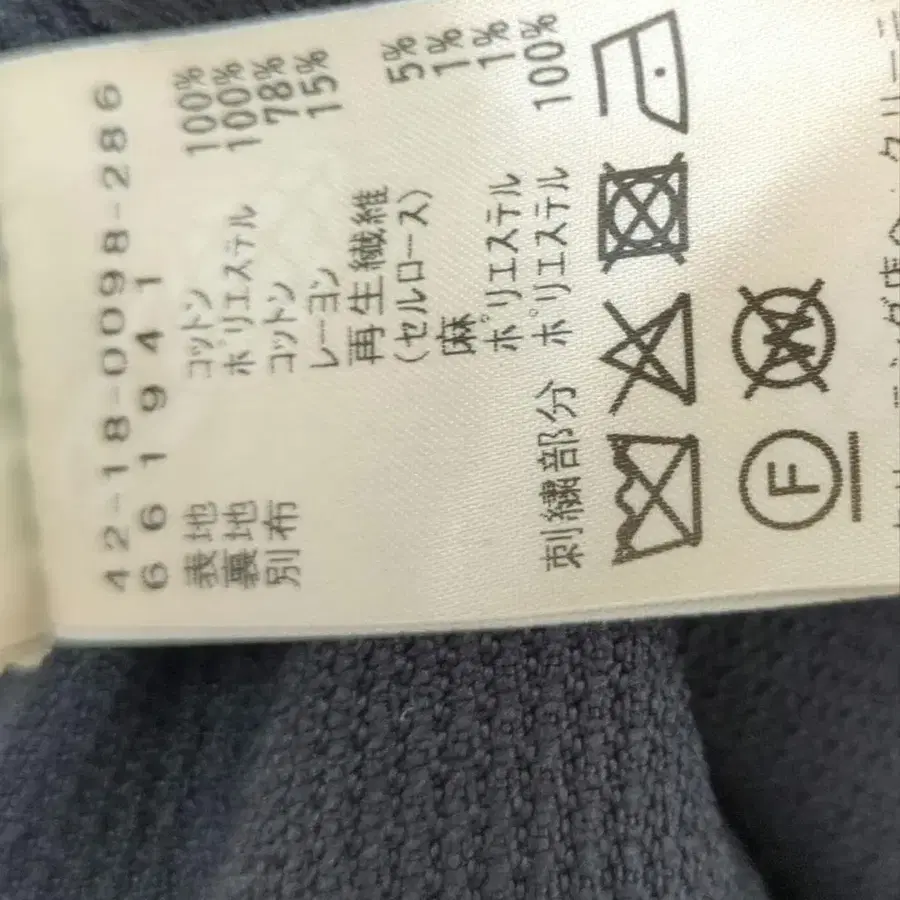 42-18-0098-286
661941
表地 コットン 100%
裏地 ポリエステル 100%
別布 コットン 78%
レーヨン 15%
再生繊維
(セルロース) 5%
麻 1%
ポリエステル 1%
刺繍部分 ポリエステル 100%
F W